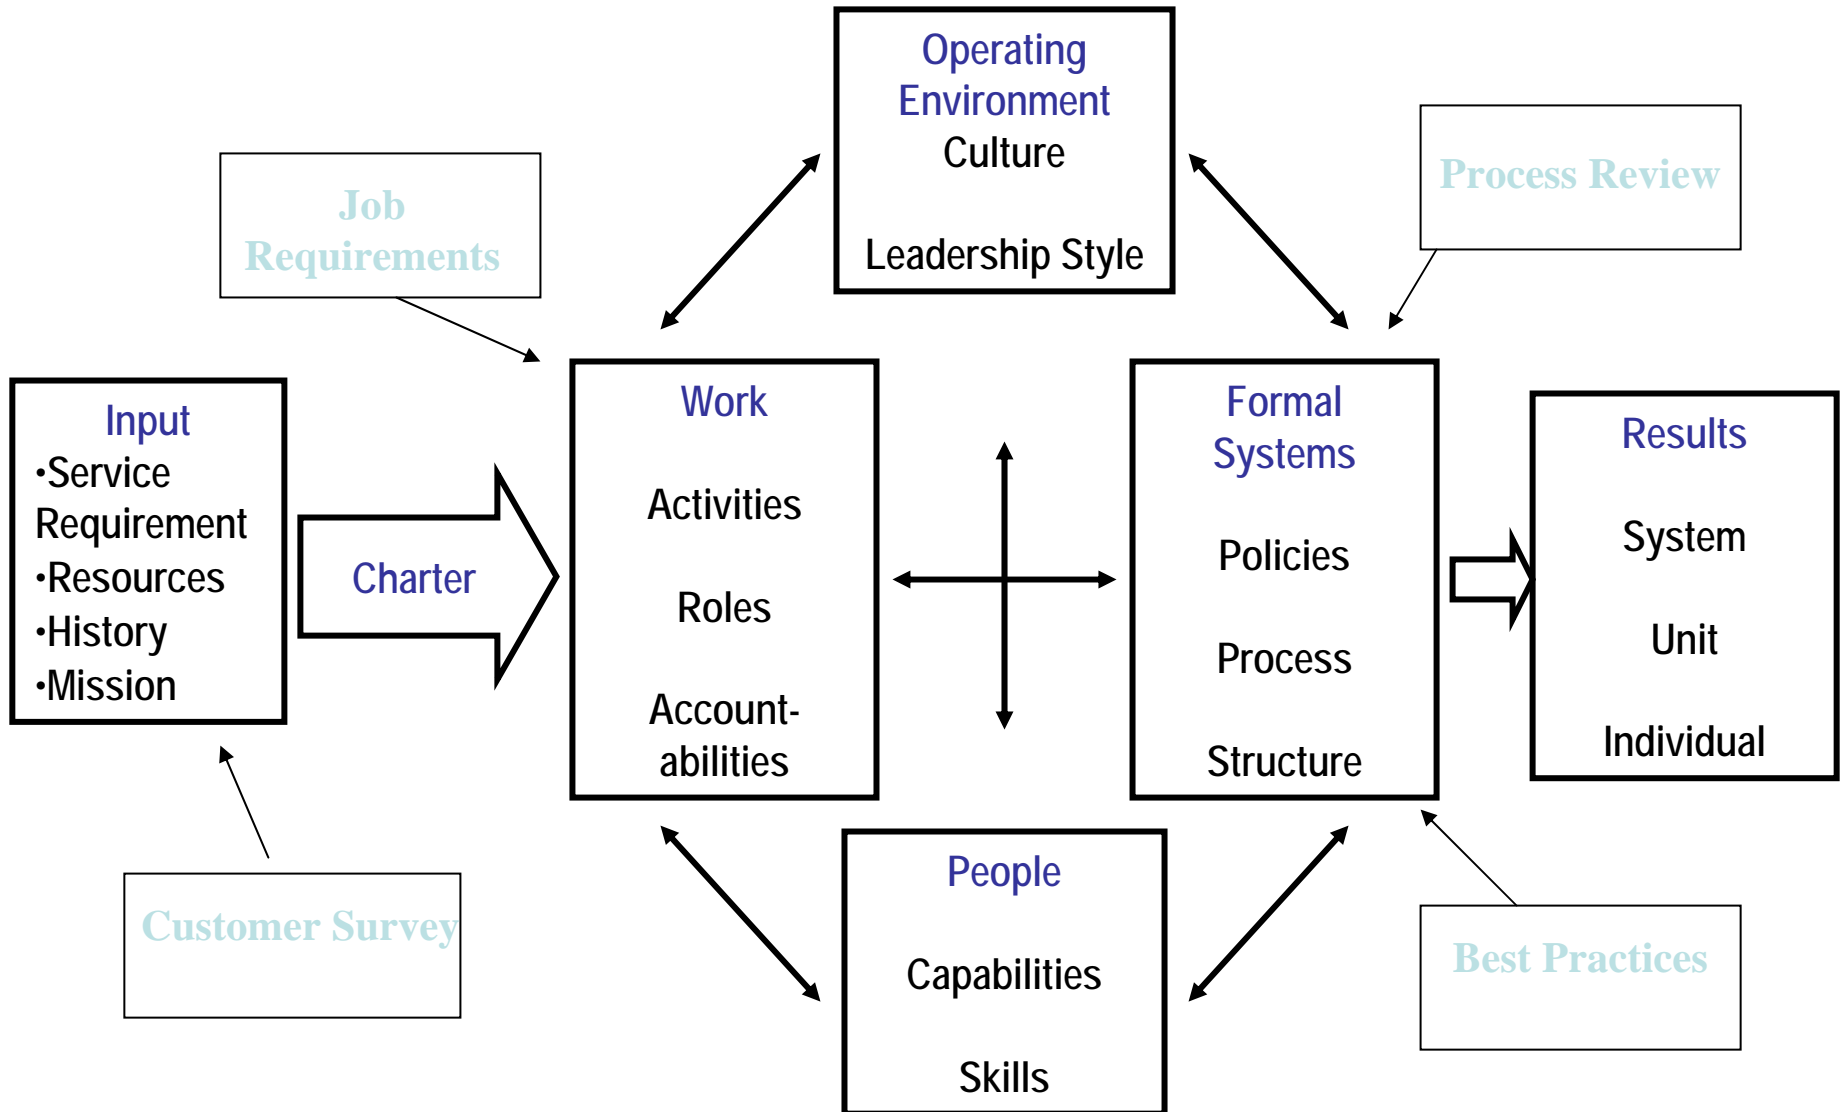 Operating
Environment
Culture
Leadership Style
Job
Requirements
Process Review
Input
•Service
Requirement
•Resources
•History
•Mission
Charter
Work
Activities
Roles
Account-
abilities
Formal
Systems
Policies
Process
Structure
Results
System
Unit
Individual
Customer Survey
People
Capabilities
Skills
Best Practices